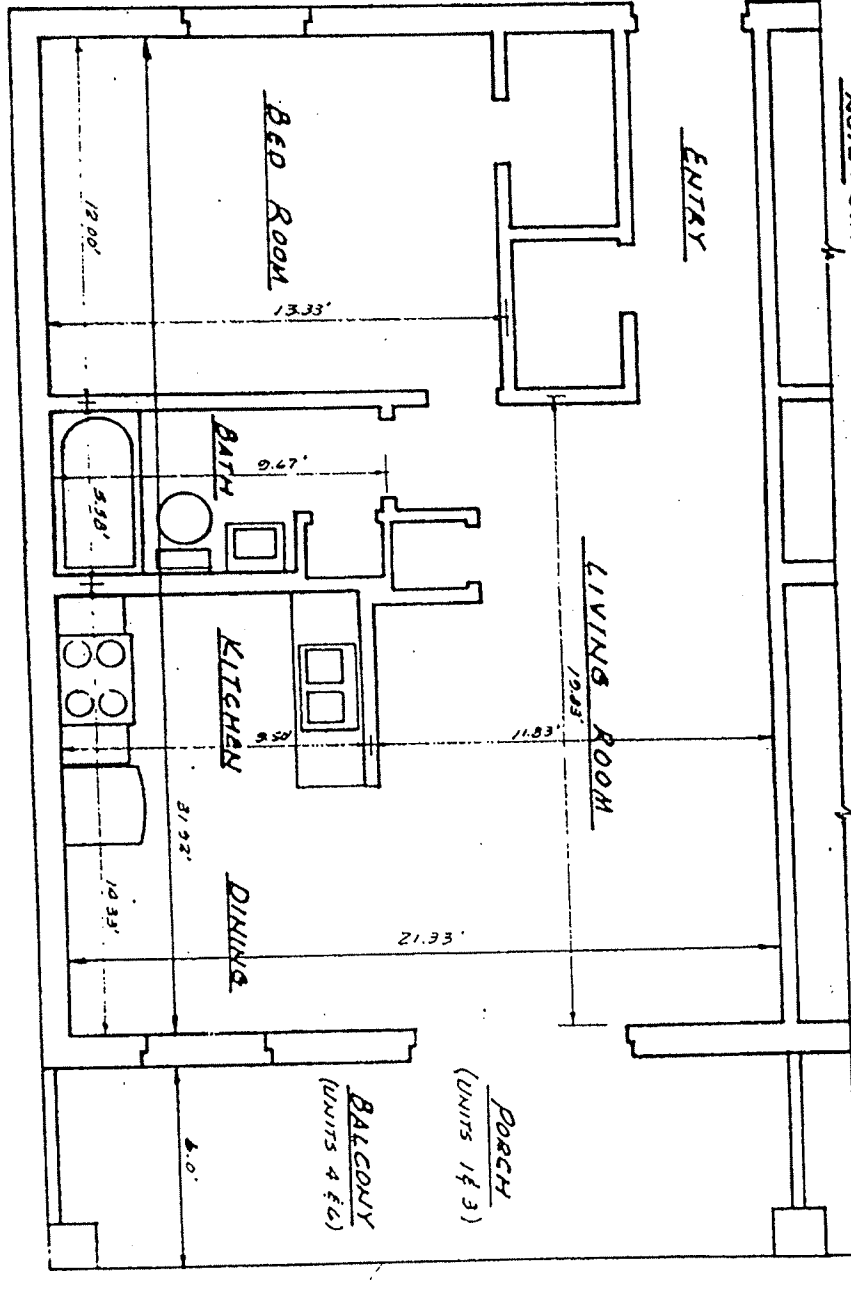 ENTRY
BED ROOM
12.00'
13.33'
BATH
9.67'
5.58'
LIVING ROOM
19.83'
KITCHEN
9.50'
11.83'
31.92'
10.33'
DINING
21.33'
PORCH
(UNITS 1 & 3)
BALCONY
(UNITS 4 & 6)
6.0'